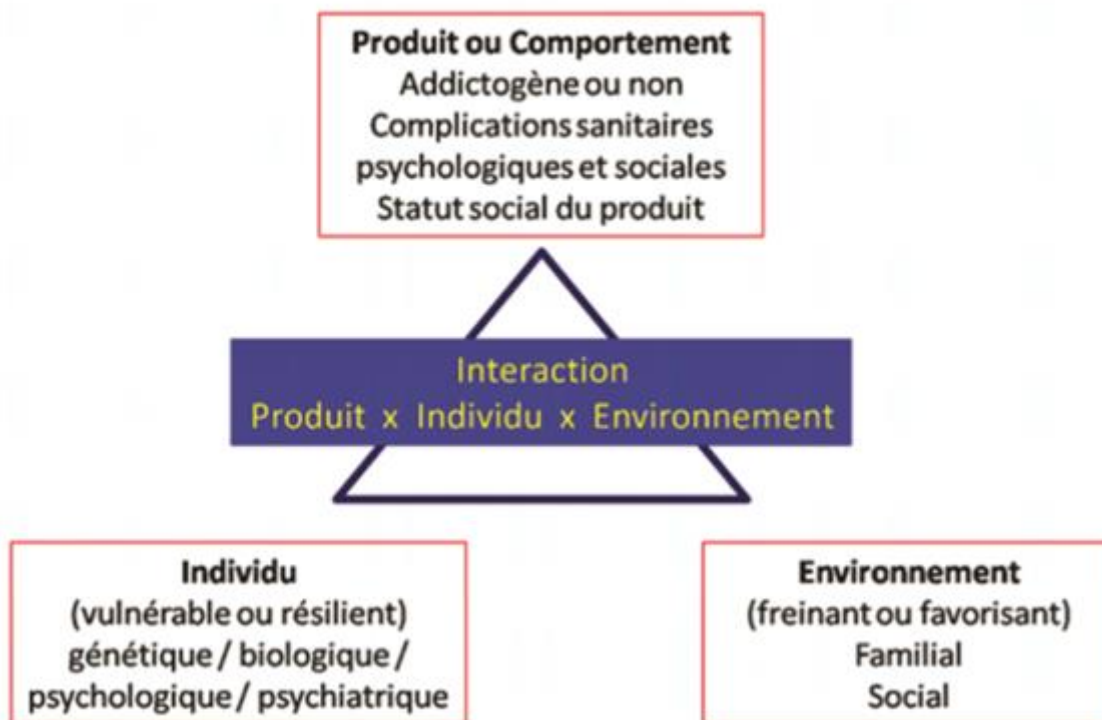 Produit ou Comportement
Addictogène ou non
Complications sanitaires
psychologiques et sociales
Statut social du produit
Interaction
Produit x Individu x Environnement
Individu
(vulnérable ou résilient)
génétique / biologique /
psychologique / psychiatrique
Environnement
(freinant ou favorisant)
Familial
Social